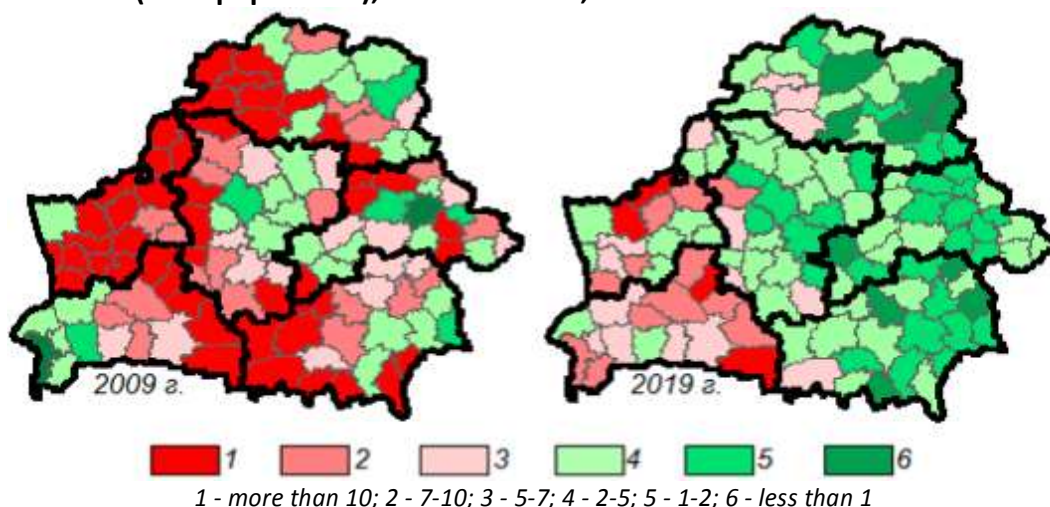 2009 г.
2019 г.
1
2
3
4
5
6
1 - more than 10; 2 - 7-10; 3 - 5-7; 4 - 2-5; 5 - 1-2; 6 - less than 1